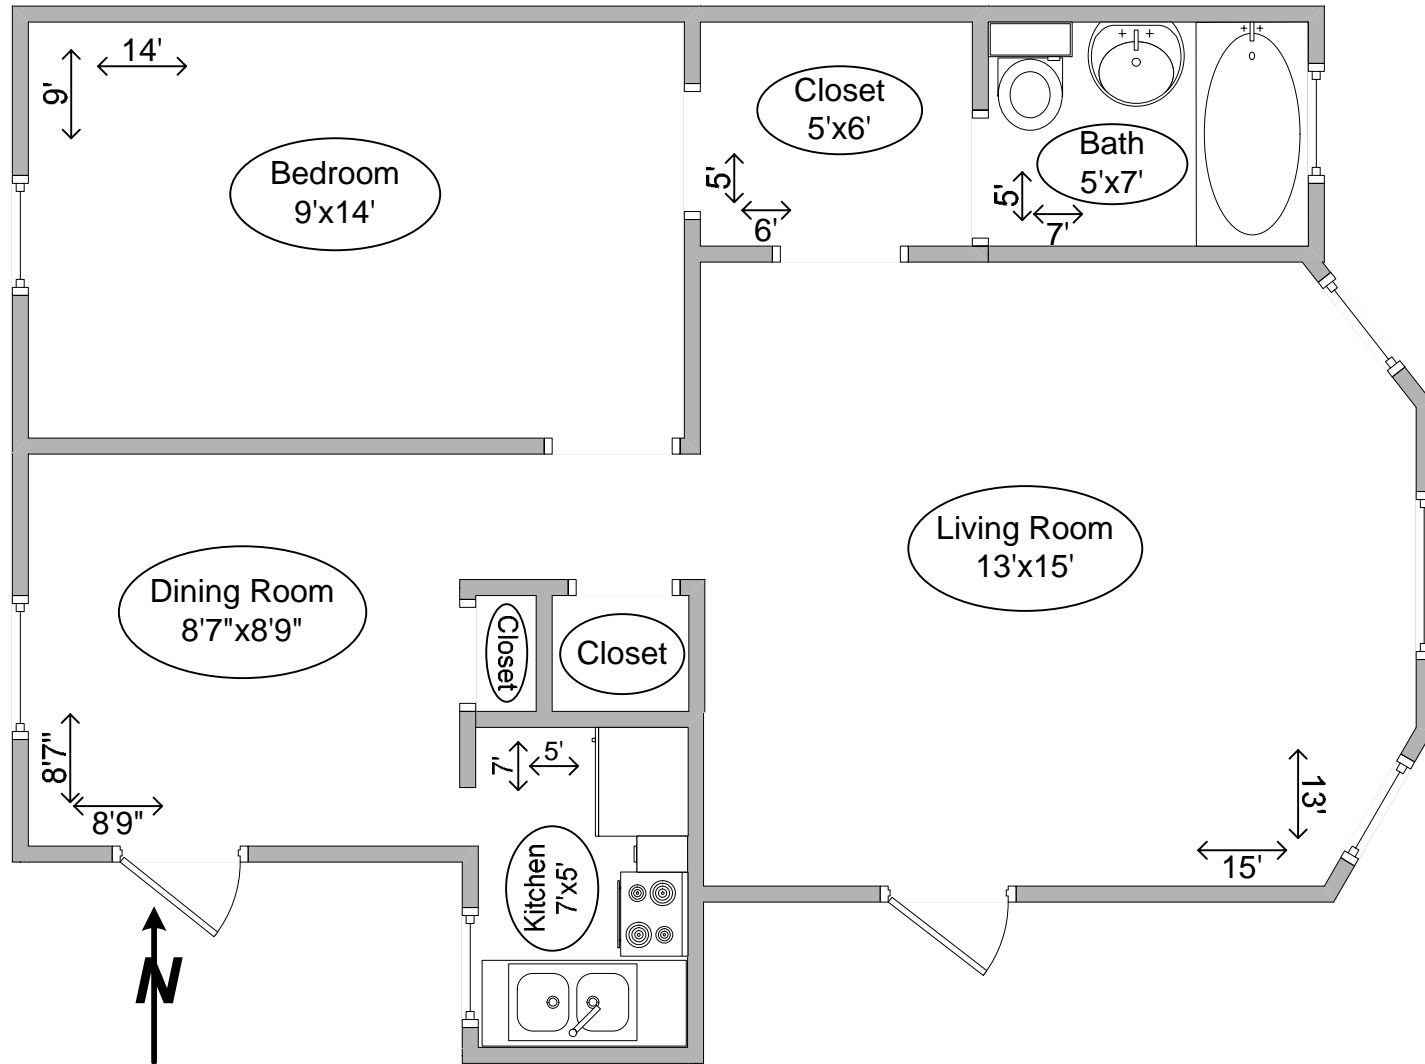 14'
9'
Closet
5'x6'
Bath
5'x7'
Bedroom
9'x14'
5'
6'
5'
7'
Living Room
13'x15'
Dining Room
8'7"x8'9"
Closet
Closet
8'7"
8'9"
7'
5'
13'
15'
Kitchen
7'x5'
N